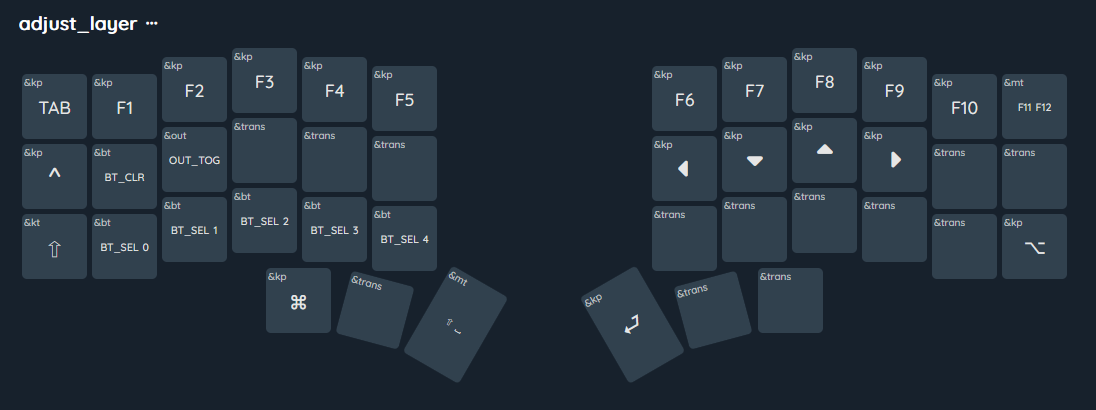 adjust_layer ···
&kp &kp &kp &kp &kp &kp &kp &kp &kp &kp &kp &mt
TAB F1 F2 F3 F4 F5 F6 F7 F8 F9 F10 F11 F12
&kp &bt &out &trans &trans &trans &kp &kp &kp &kp &trans &trans
^ BT_CLR OUT_TOG ◀ ▼ ▲ ▶
&kt &bt &bt &bt &bt &bt &trans &trans &trans &trans &trans &kp
⇧ BT_SEL 0 BT_SEL 1 BT_SEL 2 BT_SEL 3 BT_SEL 4 ⌥
&kp &trans &mt &kp &trans &trans
⌘ ⇧ ⎵ ⏎